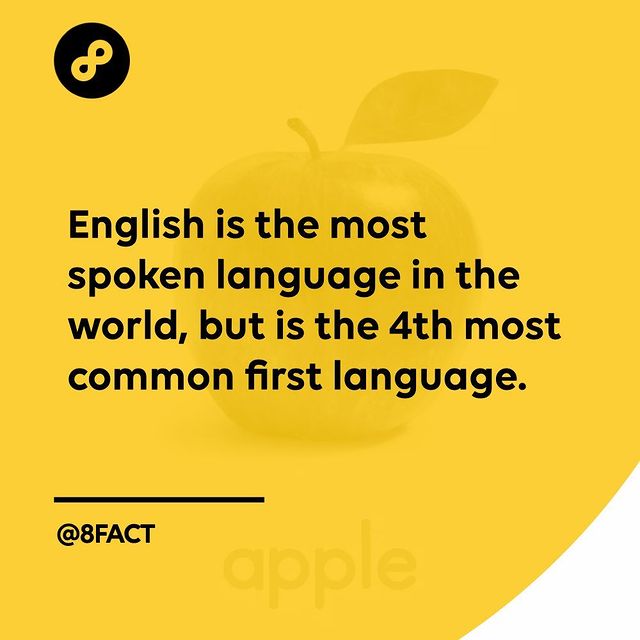 English is the most
spoken language in the
world, but is the 4th most
common first language.
@8FACT
apple